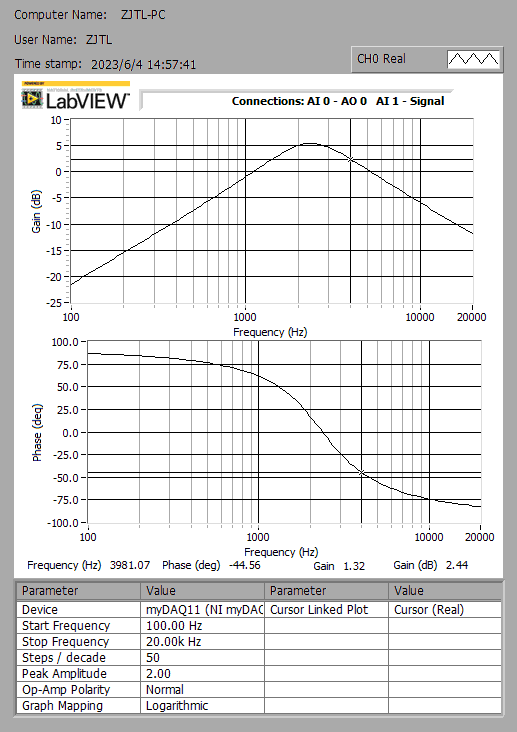 Computer Name: ZJTL-PC
User Name: ZJTL
Time stamp: 2023/6/4 14:57:41
CH0 Real
POWERED BY
NATIONAL INSTRUMENTS
LabVIEW™
Connections: AI 0 - AO 0 AI 1 - Signal
Gain (dB)
10
5
0
-5
-10
-15
-20
-25
100 1000 10000 20000
Frequency (Hz)
Phase (deg)
100.0
75.0
50.0
25.0
0.0
-25.0
-50.0
-75.0
-100.0
100 1000 10000 20000
Frequency (Hz)
Frequency (Hz) 3981.07 Phase (deg) -44.56 Gain 1.32 Gain (dB) 2.44
Parameter Value Parameter Value
Device myDAQ11 (NI myDAQ Cursor Linked Plot Cursor (Real)
Start Frequency 100.00 Hz
Stop Frequency 20.00k Hz
Steps / decade 50
Peak Amplitude 2.00
Op-Amp Polarity Normal
Graph Mapping Logarithmic